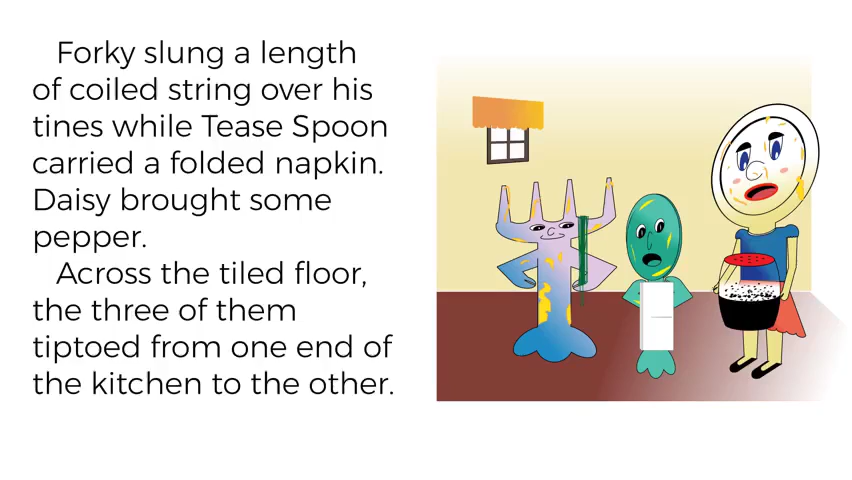 Forky slung a length
of coiled string over his
tines while Tease Spoon
carried a folded napkin.
Daisy brought some
pepper.
Across the tiled floor,
the three of them
tiptoed from one end of
the kitchen to the other.